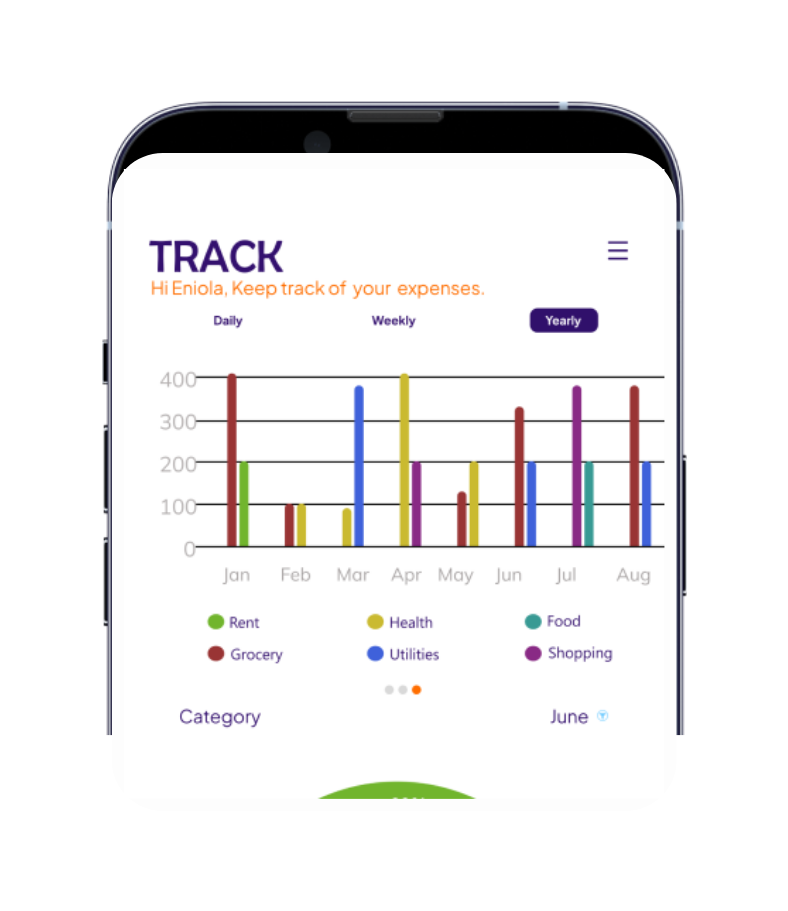 TRACK
Hi Eniola, Keep track of your expenses.
Daily Weekly Yearly
400
300
200
100
0
Jan Feb Mar Apr May Jun Jul Aug
Rent Health Food
Grocery Utilities Shopping
Category June